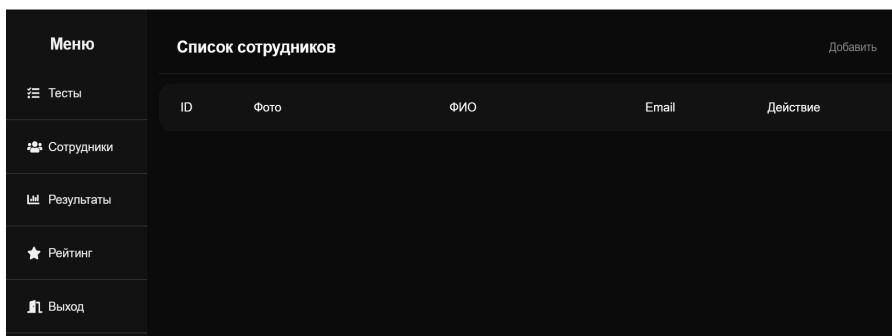 Меню
Тесты
Сотрудники
Результаты
Рейтинг
Выход
Список сотрудников
Добавить
ID Фото ФИО Email Действие